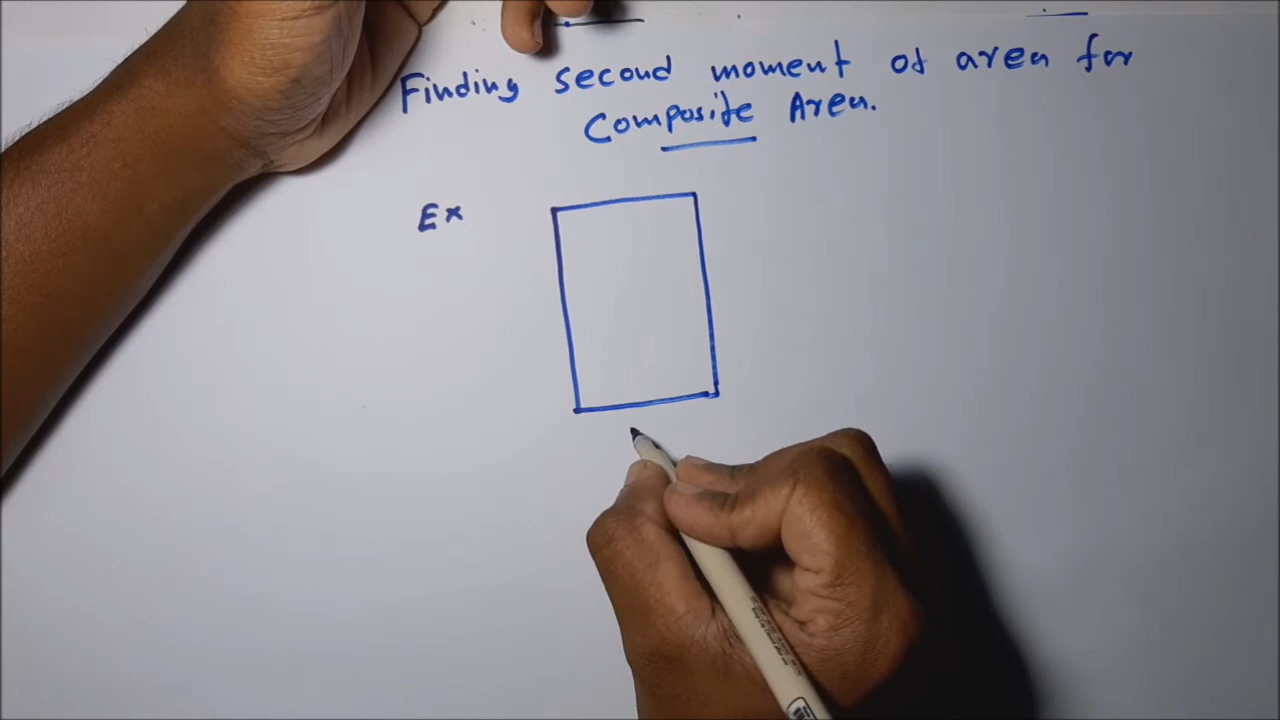 Finding second moment of area for
Composite Area.
Ex